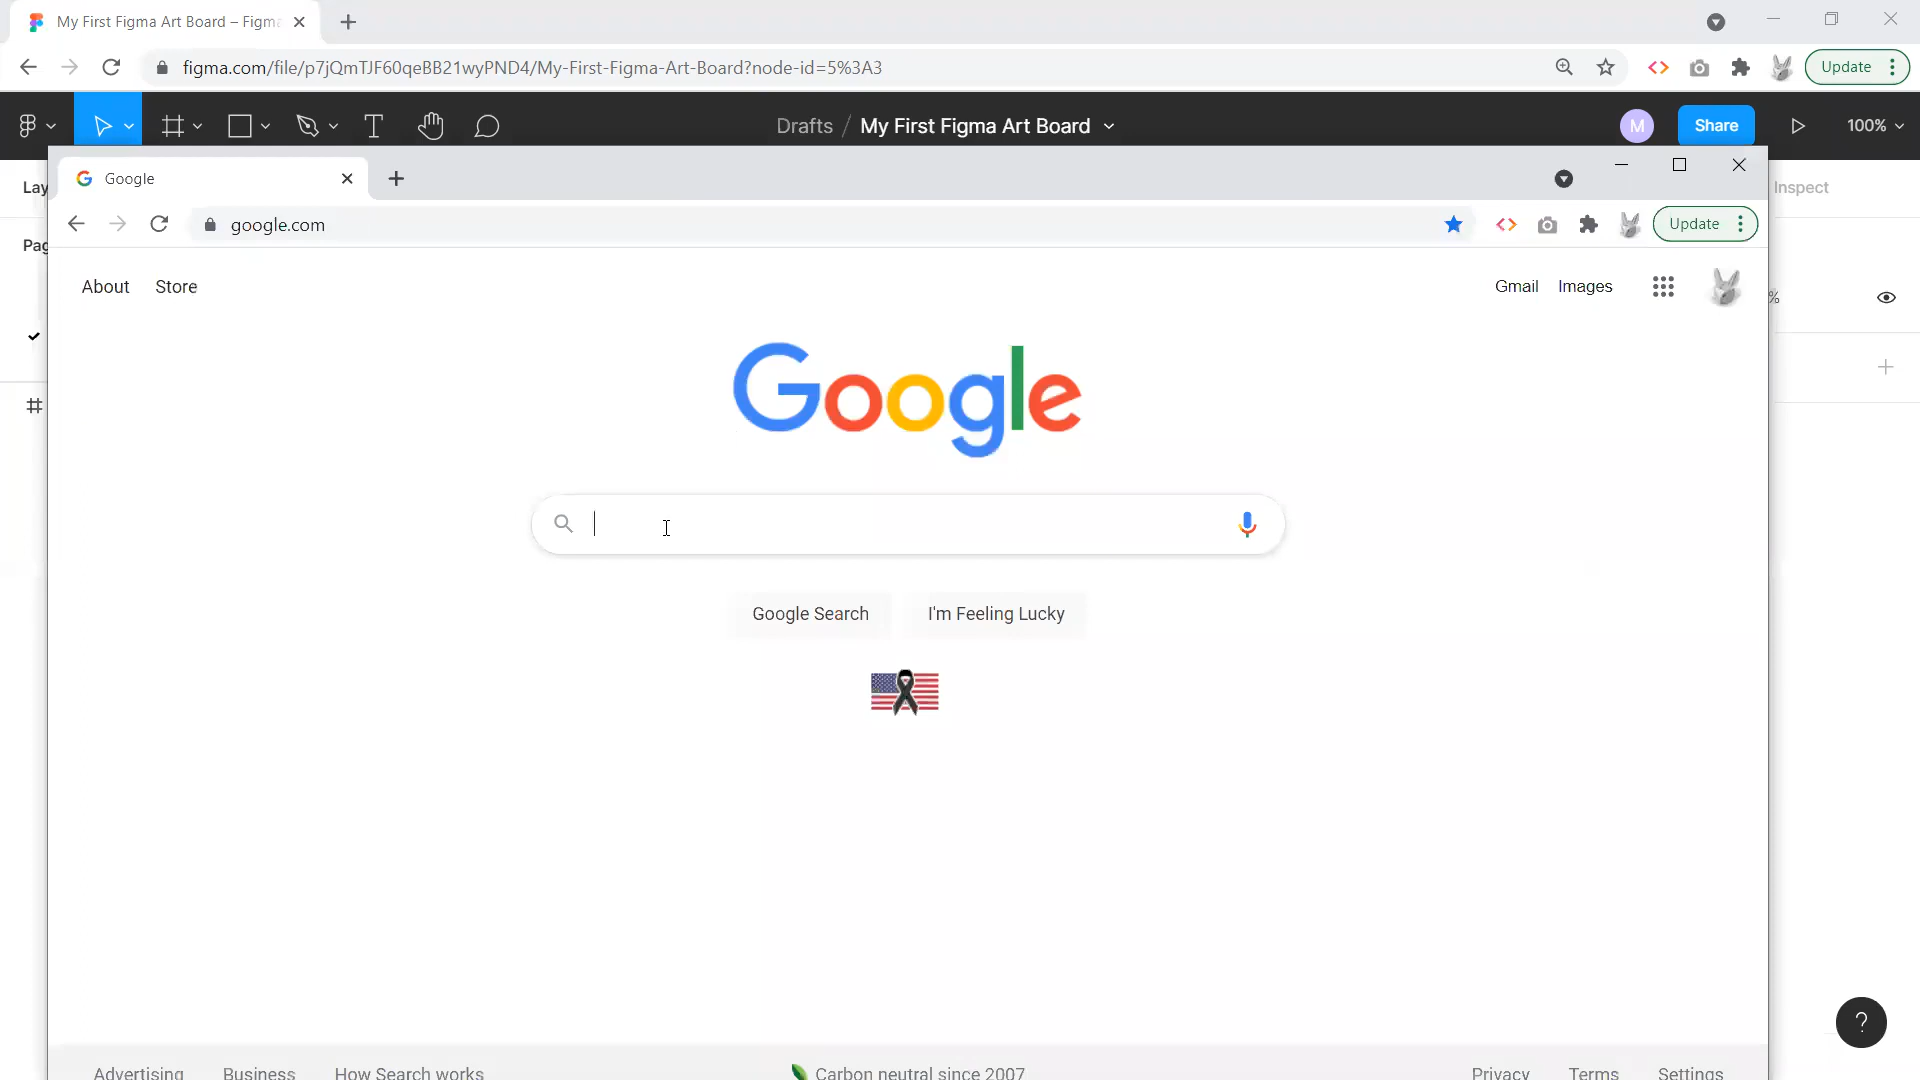 My First Figma Art Board – Figma
figma.com/file/p7jQmTJF60qeBB21wyPND4/My-First-Figma-Art-Board?node-id=5%3A3
Update
Drafts / My First Figma Art Board
M
Share
100%
Lay
Inspect
Pag
%
Google
google.com
Update
About
Store
Gmail
Images
Google
Google Search
I'm Feeling Lucky
?
Advertising
Business
How Search works
Carbon neutral since 2007
Privacy
Terms
Settings